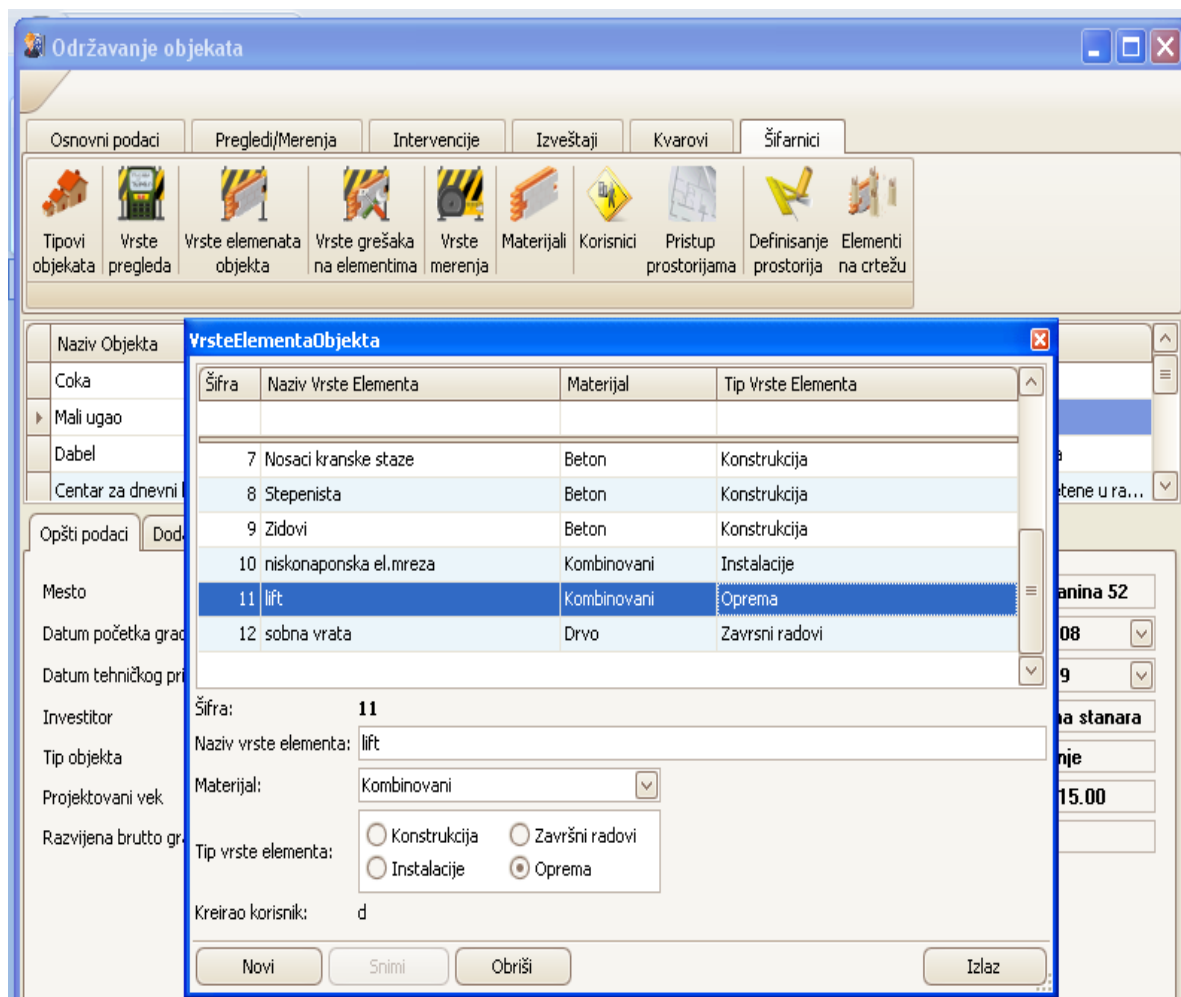 Održavanje objekata
Osnovni podaci Pregledi/Merenja Intervencije Izveštaji Kvarovi Šifarnici
Tipovi objekata
Vrste pregleda
Vrste elemenata objekta
Vrste grešaka na elementima
Vrste merenja
Materijali
Korisnici
Pristup prostorijama
Definisanje prostorija
Elementi na crtežu
Naziv Objekta
Coka
Mali ugao
Dabel
Centar za dnevni
etene u ra...
Opšti podaci
Mesto
Datum početka
Datum tehničkog
Investitor
Tip objekta
Projektovani vek
Razvijena brutto
anina 52
08
9
na stanara
nje
15.00
VrsteElementaObjekta
Šifra Naziv Vrste Elementa Materijal Tip Vrste Elementa
7 Nosaci kranske staze Beton Konstrukcija
8 Stepenista Beton Konstrukcija
9 Zidovi Beton Konstrukcija
10 niskonaponska el.mreza Kombinovani Instalacije
11 lift Kombinovani Oprema
12 sobna vrata Drvo Zavrsni radovi
Šifra: 11
Naziv vrste elementa: lift
Materijal: Kombinovani
Tip vrste elementa:
Konstrukcija Završni radovi
Instalacije Oprema
Kreirao korisnik: d
Novi Snimi Obriši Izlaz